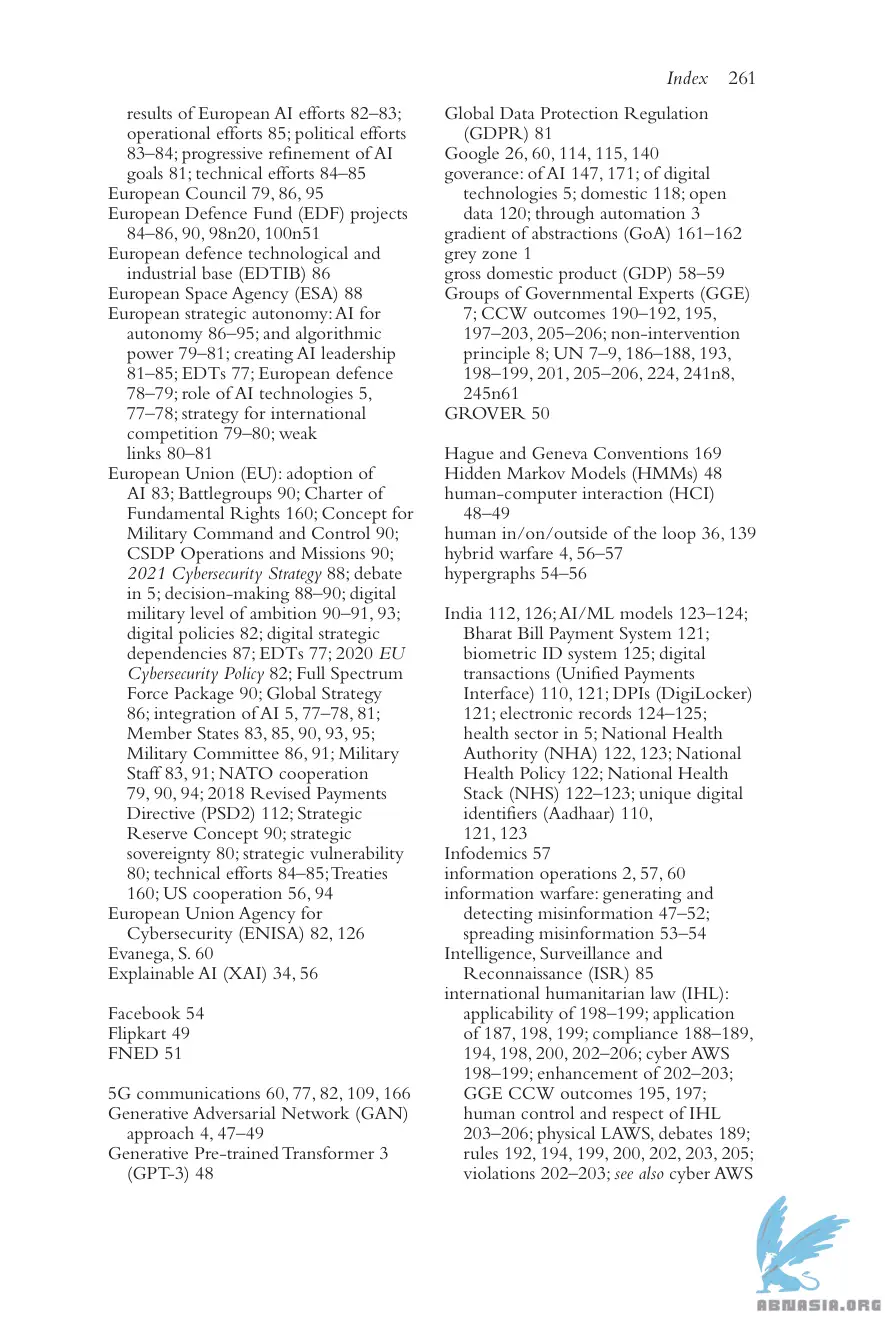 Index 261
results of European AI efforts 82–83;
operational efforts 85; political efforts
83–84; progressive refinement of AI
goals 81; technical efforts 84–85
European Council 79, 86, 95
European Defence Fund (EDF) projects
84–86, 90, 98n20, 100n51
European defence technological and
industrial base (EDTIB) 86
European Space Agency (ESA) 88
European strategic autonomy: AI for
autonomy 86–95; and algorithmic
power 79–81; creating AI leadership
81–85; EDTs 77; European defence
78–79; role of AI technologies 5,
77–78; strategy for international
competition 79–80; weak
links 80–81
European Union (EU): adoption of
AI 83; Battlegroups 90; Charter of
Fundamental Rights 160; Concept for
Military Command and Control 90;
CSDP Operations and Missions 90;
2021 Cybersecurity Strategy 88; debate
in 5; decision-making 88–90; digital
military level of ambition 90–91, 93;
digital policies 82; digital strategic
dependencies 87; EDTs 77; 2020 EU
Cybersecurity Policy 82; Full Spectrum
Force Package 90; Global Strategy
86; integration of AI 5, 77–78, 81;
Member States 83, 85, 90, 93, 95;
Military Committee 86, 91; Military
Staff 83, 91; NATO cooperation
79, 90, 94; 2018 Revised Payments
Directive (PSD2) 112; Strategic
Reserve Concept 90; strategic
sovereignty 80; strategic vulnerability
80; technical efforts 84–85; Treaties
160; US cooperation 56, 94
European Union Agency for
Cybersecurity (ENISA) 82, 126
Evanega, S. 60
Explainable AI (XAI) 34, 56
Facebook 54
Flipkart 49
FNED 51
5G communications 60, 77, 82, 109, 166
Generative Adversarial Network (GAN)
approach 4, 47–49
Generative Pre-trained Transformer 3
(GPT-3) 48
Global Data Protection Regulation
(GDPR) 81
Google 26, 60, 114, 115, 140
goverance: of AI 147, 171; of digital
technologies 5; domestic 118; open
data 120; through automation 3
gradient of abstractions (GoA) 161–162
grey zone 1
gross domestic product (GDP) 58–59
Groups of Governmental Experts (GGE)
7; CCW outcomes 190–192, 195,
197–203, 205–206; non-intervention
principle 8; UN 7–9, 186–188, 193,
198–199, 201, 205–206, 224, 241n8,
245n61
GROVER 50
Hague and Geneva Conventions 169
Hidden Markov Models (HMMs) 48
human-computer interaction (HCI)
48–49
human in/on/outside of the loop 36, 139
hybrid warfare 4, 56–57
hypergraphs 54–56
India 112, 126; AI/ML models 123–124;
Bharat Bill Payment System 121;
biometric ID system 125; digital
transactions (Unified Payments
Interface) 110, 121; DPIs (DigiLocker)
121; electronic records 124–125;
health sector in 5; National Health
Authority (NHA) 122, 123; National
Health Policy 122; National Health
Stack (NHS) 122–123; unique digital
identifiers (Aadhaar) 110,
121, 123
Infodemics 57
information operations 2, 57, 60
information warfare: generating and
detecting misinformation 47–52;
spreading misinformation 53–54
Intelligence, Surveillance and
Reconnaissance (ISR) 85
international humanitarian law (IHL):
applicability of 198–199; application
of 187, 198, 199; compliance 188–189,
194, 198, 200, 202–206; cyber AWS
198–199; enhancement of 202–203;
GGE CCW outcomes 195, 197;
human control and respect of IHL
203–206; physical LAWS, debates 189;
rules 192, 194, 199, 200, 202, 203, 205;
violations 202–203; see also cyber AWS
ABNASIA.ORG